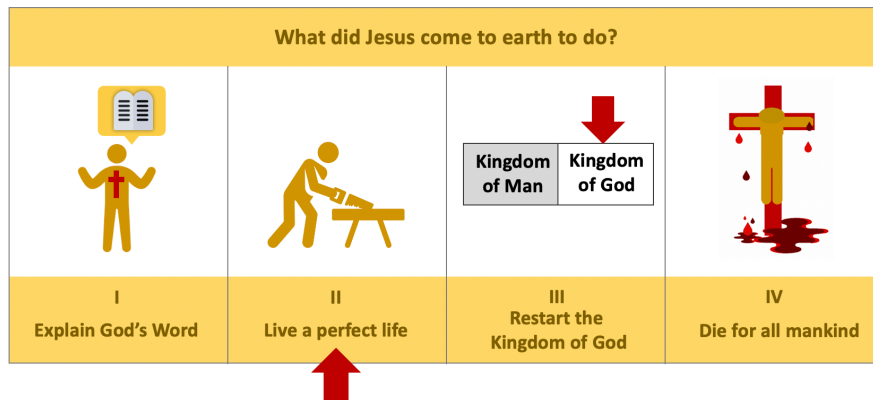 What did Jesus come to earth to do?
Kingdom
of Man
Kingdom
of God
I
Explain God’s Word
II
Live a perfect life
III
Restart the
Kingdom of God
IV
Die for all mankind